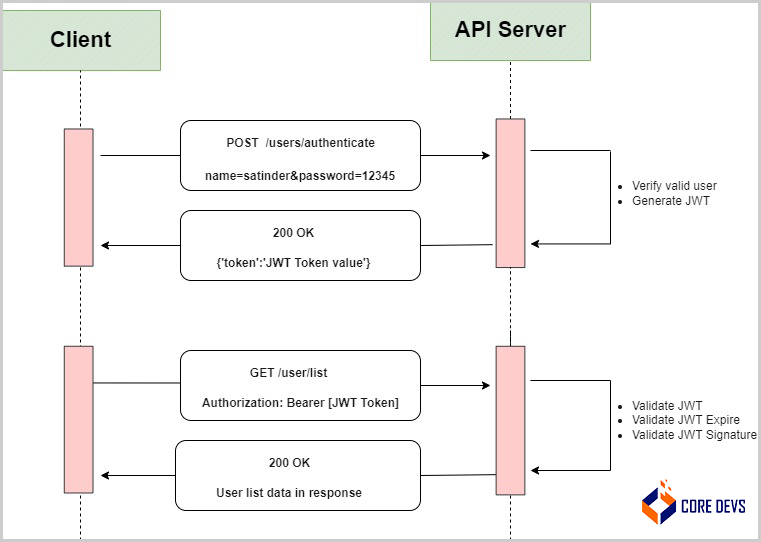 Client
API Server
POST /users/authenticate
name=satinder&password=12345
Verify valid user
Generate JWT
200 OK
{'token':'JWT Token value'}
GET /user/list
Authorization: Bearer [JWT Token]
Validate JWT
Validate JWT Expire
Validate JWT Signature
200 OK
User list data in response
CORE DEVS